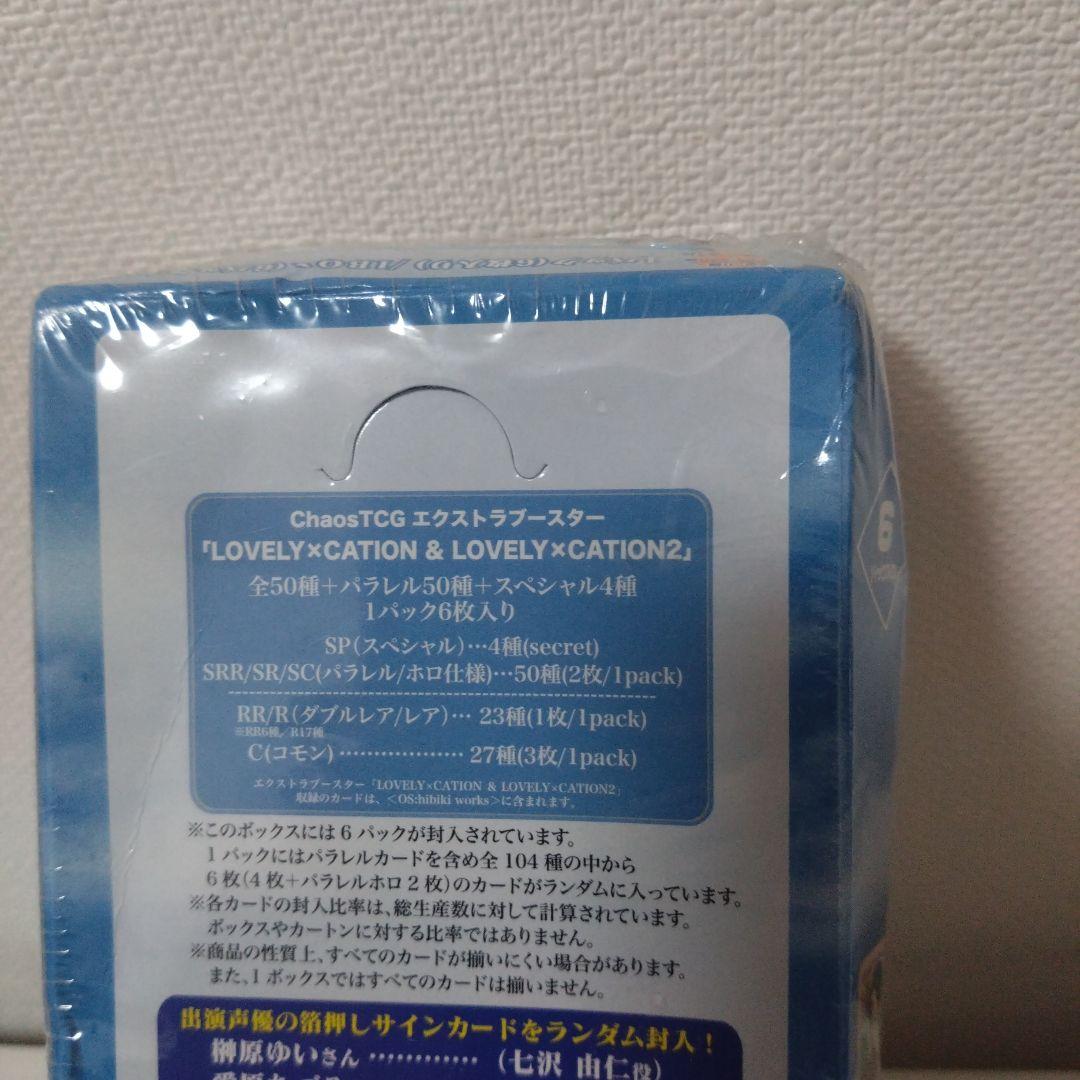 1パック(6枚入り)/1BOX(6パ
ChaosTCG エクストラブースター
「LOVELY×CATION & LOVELY×CATION2」
全50種＋パラレル50種＋スペシャル4種
1パック6枚入り
SP(スペシャル)…4種(secret)
SRR/SR/SC(パラレル/ホロ仕様)…50種(2枚/1pack)
RR/R(ダブルレア/レア)… 23種(1枚/1pack)
※RR6種／R17種
C(コモン) ……………… 27種(3枚/1pack)
エクストラブースター「LOVELY×CATION & LOVELY×CATION2」
収録のカードは、＜OS:hibiki works＞に含まれます。
※このボックスには6パックが封入されています。
1パックにはパラレルカードを含め全104種の中から
6枚(4枚＋パラレルホロ2枚)のカードがランダムに入っています。
※各カードの封入比率は、総生産数に対して計算されています。
ボックスやカートンに対する比率ではありません。
※商品の性質上、すべてのカードが揃いにくい場合があります。
また、1ボックスではすべてのカードは揃いません。
出演声優の箔押しサインカードをランダム封入！
榊原ゆいさん …………（七沢 由仁役）
6